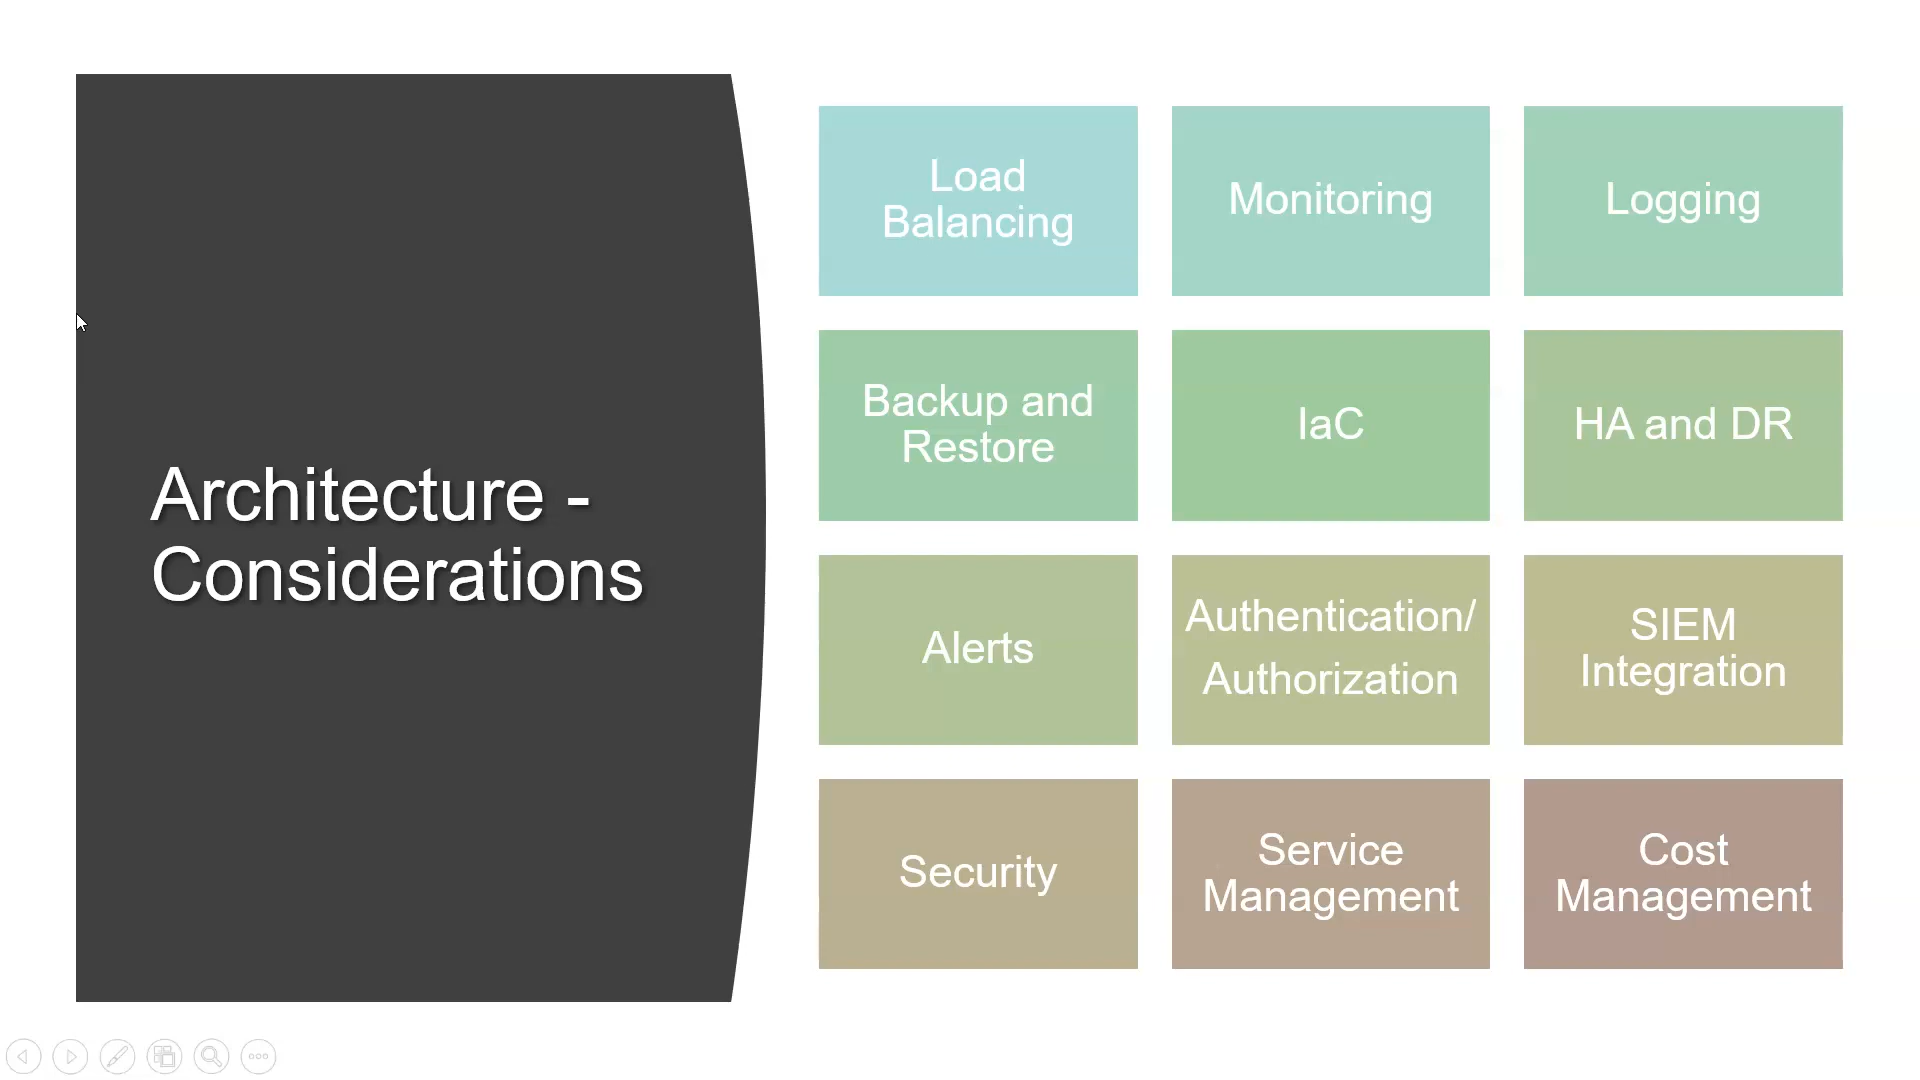 Architecture -
Considerations
Load
Balancing
Monitoring
Logging
Backup and
Restore
IaC
HA and DR
Alerts
Authentication/
Authorization
SIEM
Integration
Security
Service
Management
Cost
Management